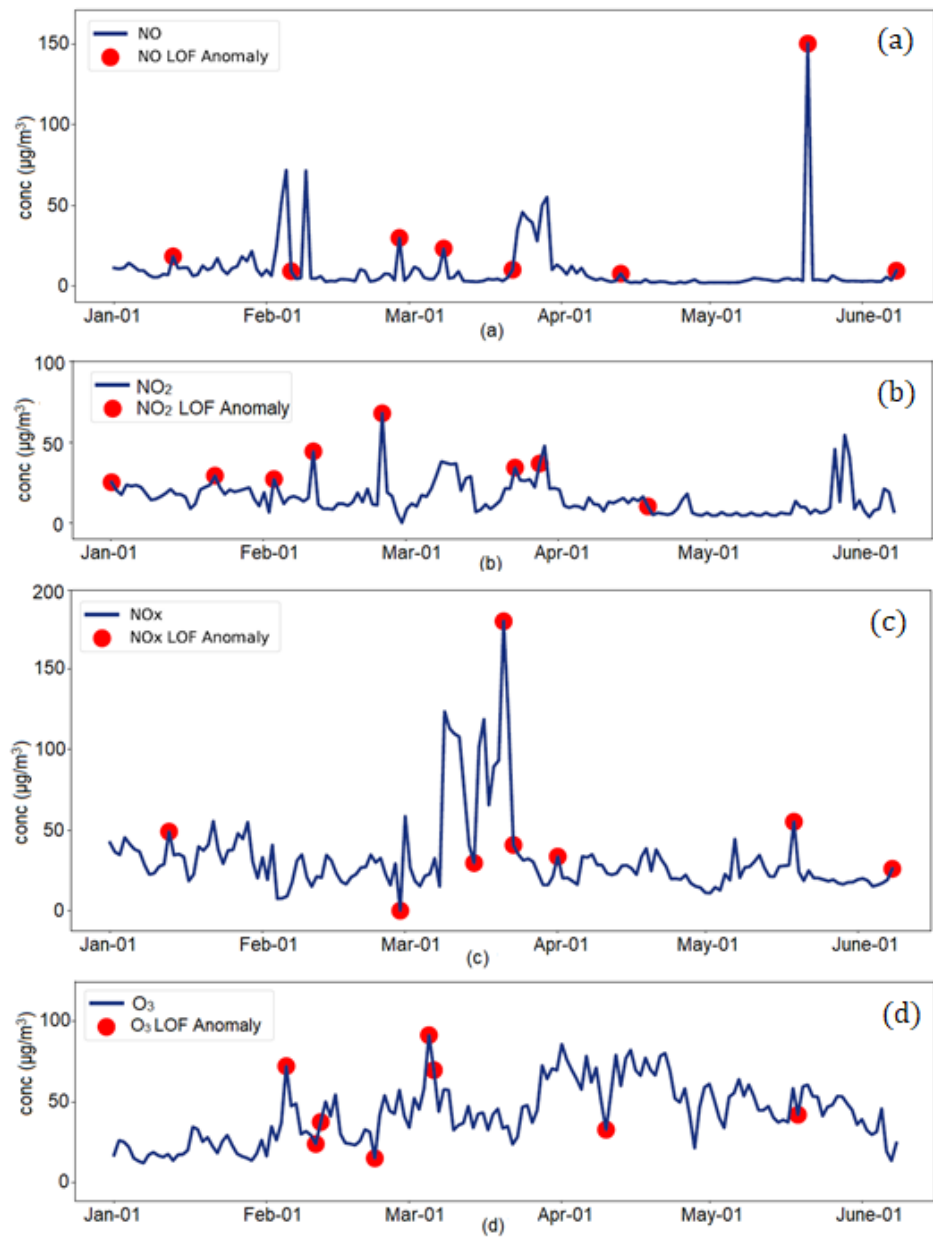 NO
NO LOF Anomaly
(a)
150
100
50
0
conc (µg/m³)
Jan-01 Feb-01 Mar-01 Apr-01 May-01 June-01
(a)
NO₂
NO₂ LOF Anomaly
(b)
100
50
0
conc (µg/m³)
Jan-01 Feb-01 Mar-01 Apr-01 May-01 June-01
(b)
NOx
NOx LOF Anomaly
(c)
200
150
100
50
0
conc (µg/m³)
Jan-01 Feb-01 Mar-01 Apr-01 May-01 June-01
(c)
O₃
O₃ LOF Anomaly
(d)
100
50
0
conc (µg/m³)
Jan-01 Feb-01 Mar-01 Apr-01 May-01 June-01
(d)